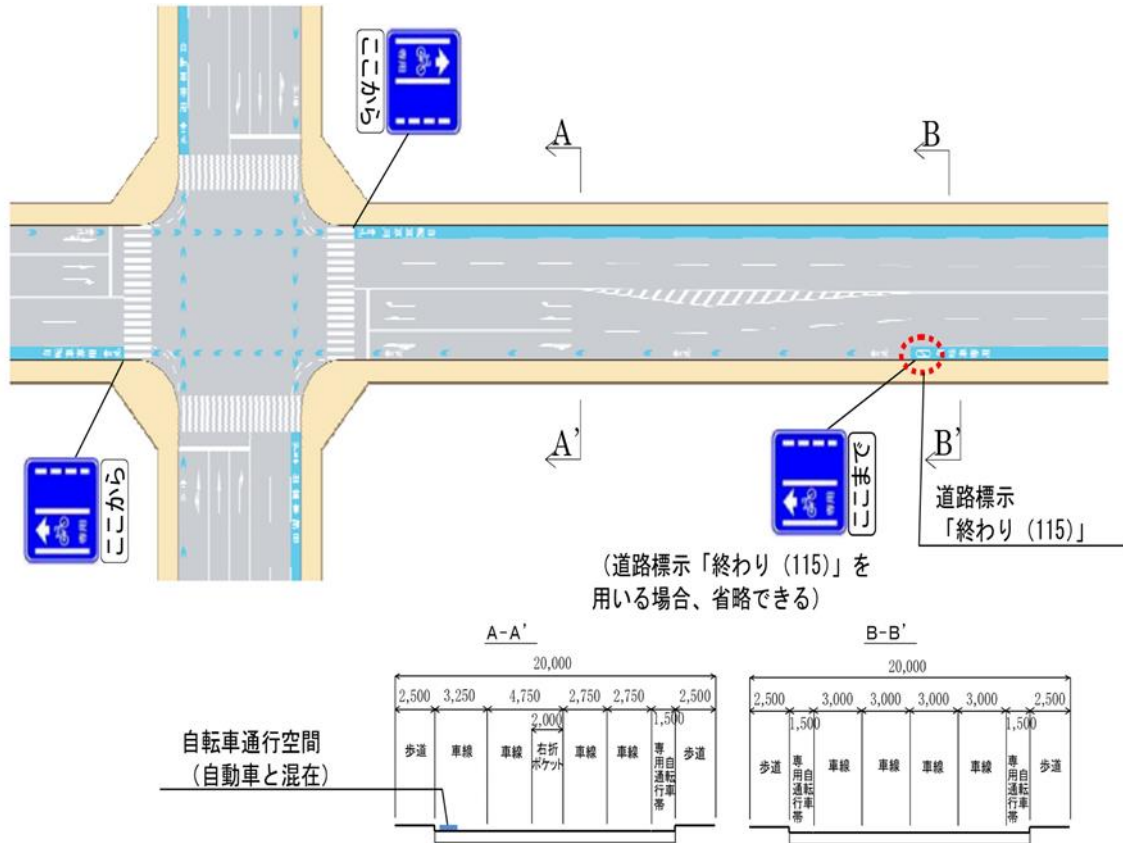 専用
ここから
A
B
専用
ここから
A'
専用
ここまで
B'
道路標示
「終わり（115）」
（道路標示「終わり（115）」を
用いる場合、省略できる）
A-A'
20,000
2,500
3,250
4,750
2,750
2,750
2,500
2,000
1,500
歩道
車線
車線
右折
ポケット
車線
車線
自転車
専用通行帯
歩道
自転車通行空間
（自動車と混在）
B-B'
20,000
2,500
3,000
3,000
3,000
3,000
2,500
1,500
1,500
歩道
自転車
専用通行帯
車線
車線
車線
車線
自転車
専用通行帯
歩道